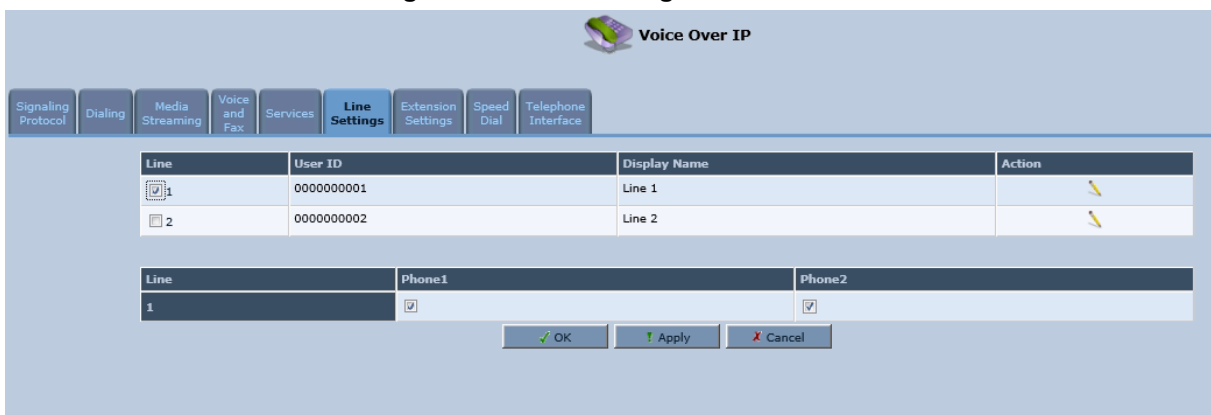 Voice Over IP
Signaling Protocol
Dialing
Media Streaming
Voice and Fax
Services
Line Settings
Extension Settings
Speed Dial
Telephone Interface
Line User ID Display Name Action
1 0000000001 Line 1
2 0000000002 Line 2
Line Phone1 Phone2
1
OK Apply Cancel